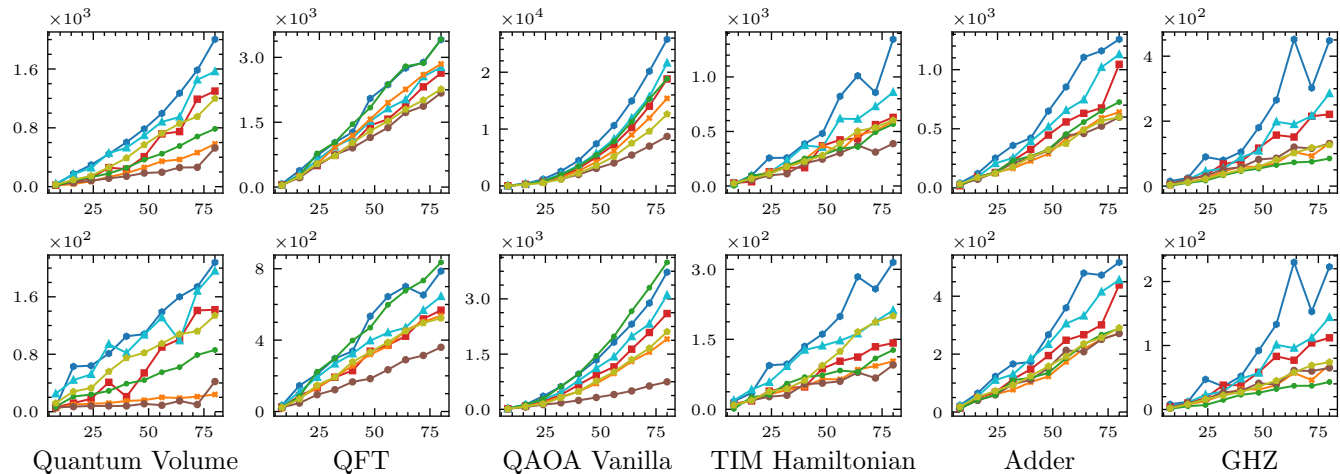 ×10³ ×10³ ×10⁴ ×10³ ×10³ ×10²
1.6 3.0 2 1.0 1.0 4
0.8 1.5 1 0.5 0.5 2
0.0 0.0 0 0.0 0.0 0
25 50 75 25 50 75 25 50 75 25 50 75 25 50 75 25 50 75
×10² ×10² ×10³ ×10² ×10² ×10²
1.6 8 3.0 3.0 4 2
0.8 4 1.5 1.5 2 1
0.0 0 0.0 0.0 0 0
25 50 75 25 50 75 25 50 75 25 50 75 25 50 75 25 50 75
Quantum Volume QFT QAOA Vanilla TIM Hamiltonian Adder GHZ